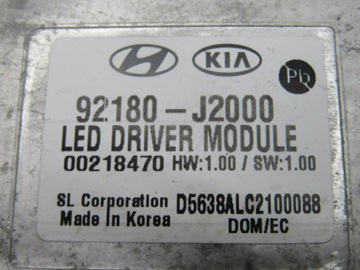 KIA Pb
92180-J2000
LED DRIVER MODULE
00218470 HW:1.00 / SW:1.00
SL Corporation D5638ALC2100088
Made in Korea DOM/EC